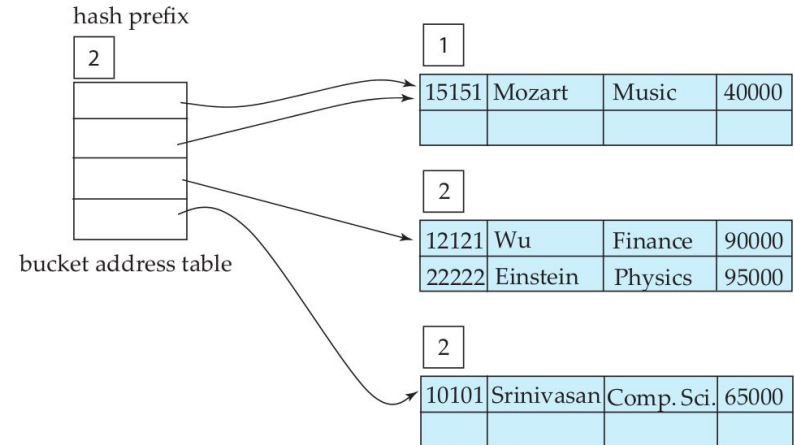 hash prefix
2
bucket address table
1
15151 Mozart Music 40000
2
12121 Wu Finance 90000
22222 Einstein Physics 95000
2
10101 Srinivasan Comp. Sci. 65000